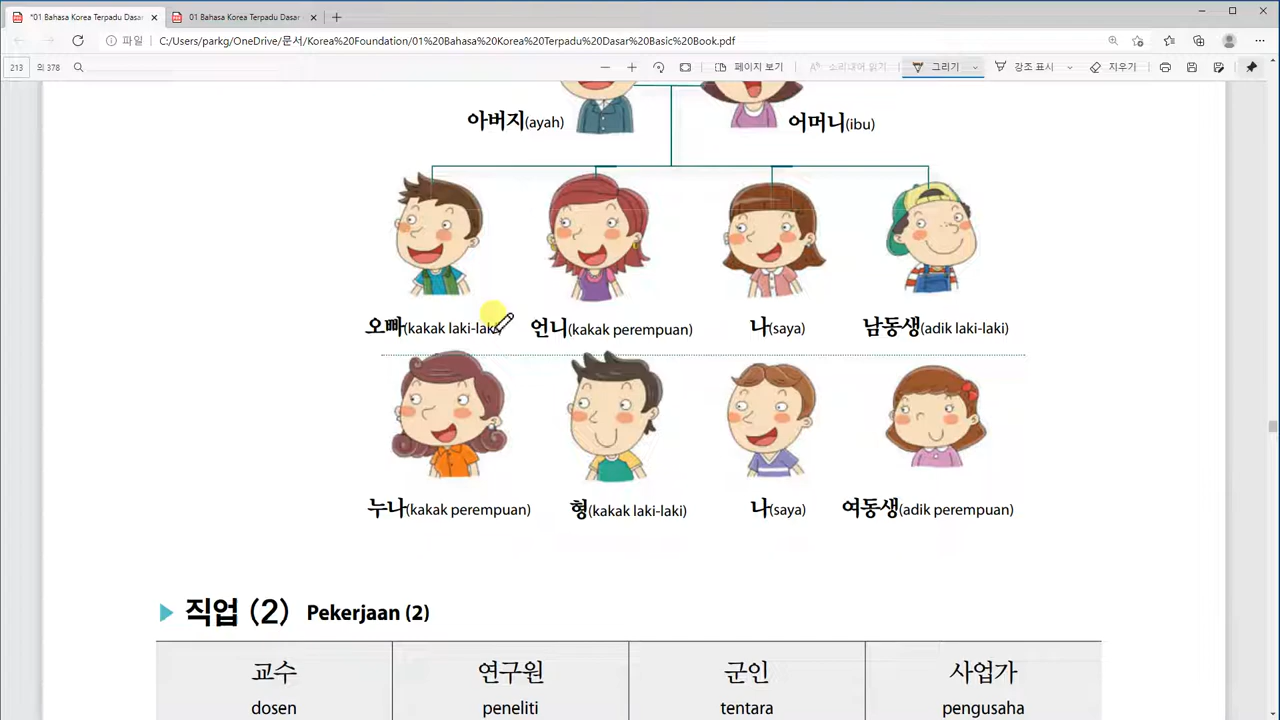 *01 Bahasa Korea Terpadu Dasar
01 Bahasa Korea Terpadu Dasar
파일 C:/Users/parkg/OneDrive/문서/Korea%20Foundation/01%20Bahasa%20Korea%20Terpadu%20Dasar%20Basic%20Book.pdf
213 의 378 페이지 보기 소리내어 읽기 그리기 강조 표시 지우기
아버지(ayah) 어머니(ibu)
오빠(kakak laki-laki) 언니(kakak perempuan) 나(saya) 남동생(adik laki-laki)
누나(kakak perempuan) 형(kakak laki-laki) 나(saya) 여동생(adik perempuan)
직업 (2) Pekerjaan (2)
교수 연구원 군인 사업가
dosen peneliti tentara pengusaha